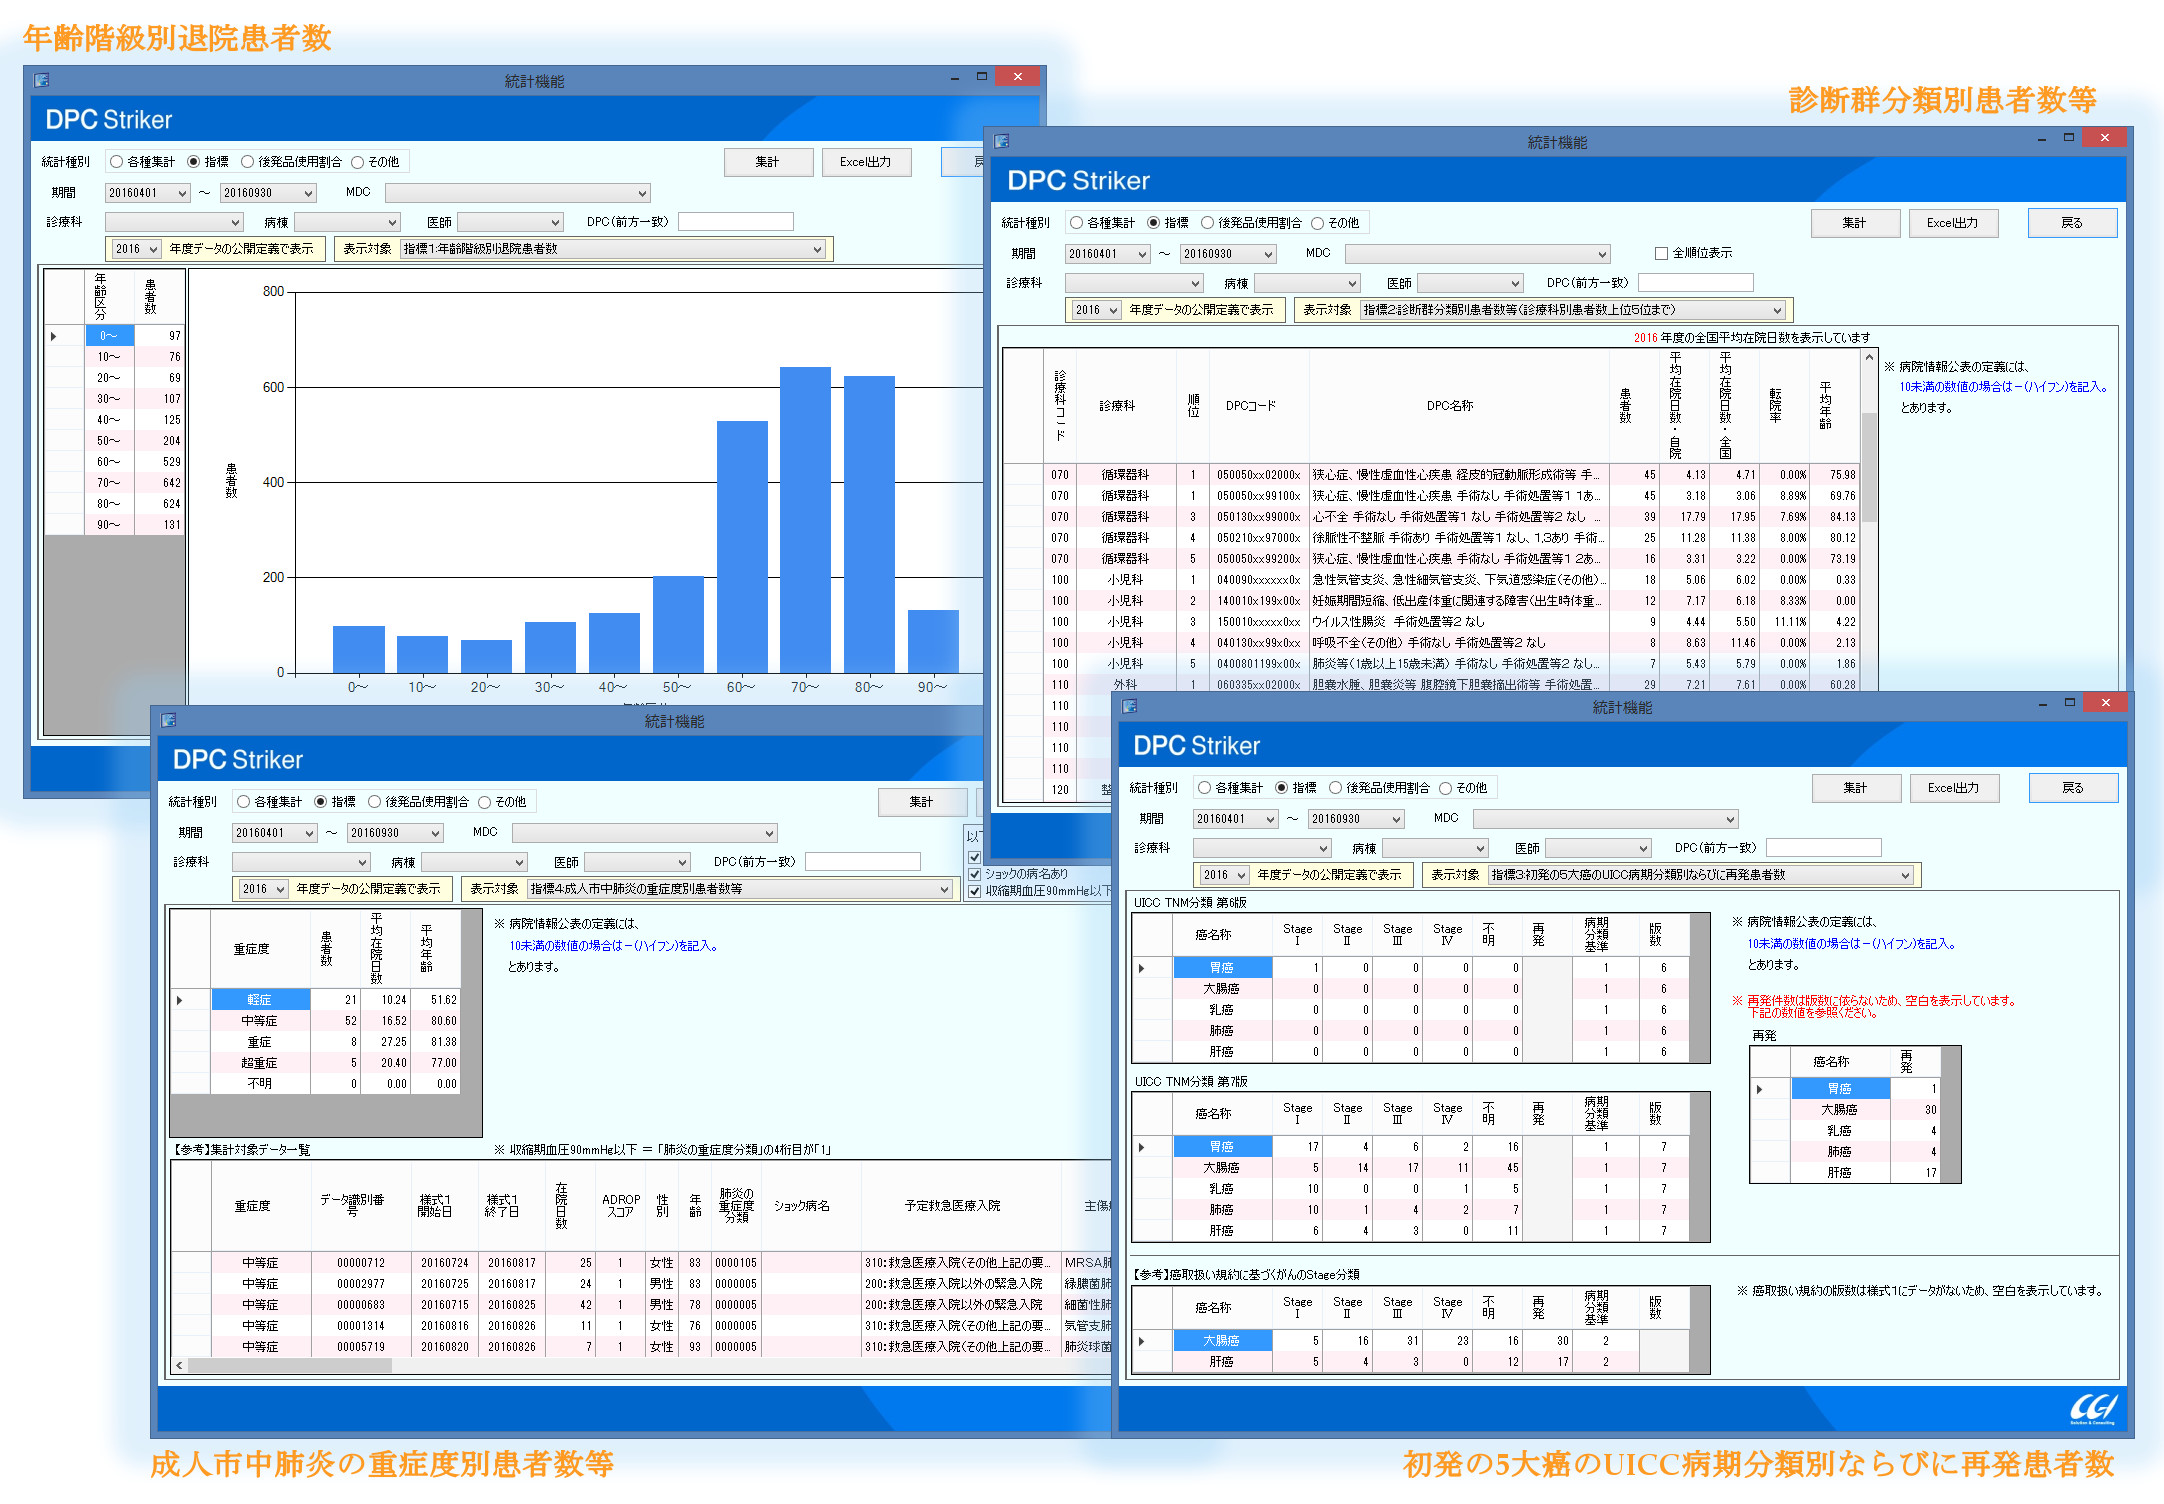 年齢階級別退院患者数
統計機能
DPC Striker
統計種別 各種集計 指標 後発品使用割合 その他 集計 Excel出力
期間 20160401 ～ 20160930 MDC
診療科 病棟 医師 DPC(前方一致)
2016 年度データの公開定義で表示 表示対象 指標1:年齢階級別退院患者数
年齢区分 患者数
0～ 97
10～ 76
20～ 69
30～ 107
40～ 125
50～ 204
60～ 529
70～ 642
80～ 624
90～ 131
患者数
800
600
400
200
0
0～ 10～ 20～ 30～ 40～ 50～ 60～ 70～ 80～ 90～
診断群分類別患者数等
統計機能
DPC Striker
統計種別 各種集計 指標 後発品使用割合 その他 集計 Excel出力 戻る
期間 20160401 ～ 20160930 MDC 全順位表示
診療科 病棟 医師 DPC(前方一致)
2016 年度データの公開定義で表示 表示対象 指標2:診断群分類別患者数等(診療科別患者数上位5位まで)
2016 年度の全国平均在院日数を表示しています
診療科コード 診療科 順位 DPCコード DPC名称 患者数 平均在院日数・自院 平均在院日数・全国 転院率 平均年齢
070 循環器科 1 050050xx02000x 狭心症、慢性虚血性心疾患 経皮的冠動脈形成術等 手... 45 4.13 4.71 0.00% 75.98
070 循環器科 1 050050xx99100x 狭心症、慢性虚血性心疾患 手術なし 手術処置等1 1あ... 45 3.18 3.06 8.89% 69.76
070 循環器科 3 050130xx99000x 心不全 手術なし 手術処置等1 なし 手術処置等2 なし ... 39 17.79 17.95 7.69% 84.13
070 循環器科 4 050210xx97000x 徐脈性不整脈 手術あり 手術処置等1 なし、1,3あり 手術... 25 11.28 11.38 8.00% 80.12
070 循環器科 5 050050xx99200x 狭心症、慢性虚血性心疾患 手術なし 手術処置等1 2あ... 16 3.31 3.22 0.00% 73.19
100 小児科 1 040090xxxxxx0x 急性気管支炎、急性細気管支炎、下気道感染症(その他)... 18 5.06 6.02 0.00% 0.33
100 小児科 2 140010x199x00x 妊娠期間短縮、低出産体重に関連する障害(出生時体重... 12 7.17 6.18 8.33% 0.00
100 小児科 3 150010xxxxx0xx ウイルス性腸炎 手術処置等2 なし 9 4.44 5.50 11.11% 4.22
100 小児科 4 040130xx99x0xx 呼吸不全(その他) 手術なし 手術処置等2 なし 8 8.63 11.46 0.00% 2.13
100 小児科 5 0400801199x00x 肺炎等(1歳以上15歳未満) 手術なし 手術処置等2 なし... 7 5.43 5.79 0.00% 1.86
110 外科 1 060335xx02000x 胆嚢水腫、胆嚢炎等 腹腔鏡下胆嚢摘出術等 手術処置... 29 7.21 7.61 0.00% 60.28
110
110
110
110
120 整
※ 病院情報公表の定義には、
10未満の数値の場合は－(ハイフン)を記入。
とあります。
統計機能
DPC Striker
統計種別 各種集計 指標 後発品使用割合 その他 集計
期間 20160401 ～ 20160930 MDC
診療科 病棟 医師 DPC(前方一致)
2016 年度データの公開定義で表示 表示対象 指標4:成人市中肺炎の重症度別患者数等
ショックの病名あり
収縮期血圧90mmHg以下
重症度 患者数 平均在院日数 平均年齢
軽症 21 10.24 51.62
中等症 52 16.52 80.60
重症 8 27.25 81.38
超重症 5 20.40 77.00
不明 0 0.00 0.00
※ 病院情報公表の定義には、
10未満の数値の場合は－(ハイフン)を記入。
とあります。
【参考】集計対象データ一覧 ※ 収縮期血圧90mmHg以下 ＝ 「肺炎の重症度分類」の4桁目が「1」
重症度 データ識別番号 様式1開始日 様式1終了日 在院日数 ADROPスコア 性別 年齢 肺炎の重症度分類 ショック病名 予定救急医療入院 主傷
中等症 00000712 20160724 20160817 25 1 女性 83 0000105 310:救急医療入院(その他上記の要... MRSA肺
中等症 00002977 20160725 20160817 24 1 男性 83 0000005 200:救急医療入院以外の緊急入院 緑膿菌肺
中等症 00000683 20160715 20160825 42 1 男性 78 0000005 200:救急医療入院以外の緊急入院 細菌性肺
中等症 00001314 20160816 20160826 11 1 女性 76 0000005 310:救急医療入院(その他上記の要... 気管支肺
中等症 00005719 20160820 20160826 7 1 女性 93 0000005 310:救急医療入院(その他上記の要... 肺炎球菌
成人市中肺炎の重症度別患者数等
統計機能
DPC Striker
統計種別 各種集計 指標 後発品使用割合 その他 集計 Excel出力 戻る
期間 20160401 ～ 20160930 MDC
診療科 病棟 医師 DPC(前方一致)
2016 年度データの公開定義で表示 表示対象 指標3:初発の5大癌のUICC病期分類別ならびに再発患者数
UICC TNM分類 第6版
癌名称 Stage Ⅰ Stage Ⅱ Stage Ⅲ Stage Ⅳ 不明 再発 病期分類基準 版数
胃癌 1 0 0 0 0 1 6
大腸癌 0 0 0 0 0 1 6
乳癌 0 0 0 0 0 1 6
肺癌 0 0 0 0 0 1 6
肝癌 0 0 0 0 0 1 6
UICC TNM分類 第7版
癌名称 Stage Ⅰ Stage Ⅱ Stage Ⅲ Stage Ⅳ 不明 再発 病期分類基準 版数
胃癌 17 4 6 2 16 1 7
大腸癌 5 14 17 11 45 1 7
乳癌 10 0 0 1 5 1 7
肺癌 10 1 4 2 7 1 7
肝癌 6 4 3 0 11 1 7
※ 病院情報公表の定義には、
10未満の数値の場合は－(ハイフン)を記入。
とあります。
※ 再発件数は版数に依らないため、空白を表示しています。
下記の数値を参照ください。
再発
癌名称 再発
胃癌 1
大腸癌 30
乳癌 4
肺癌 4
肝癌 17
【参考】癌取扱い規約に基づくがんのStage分類
癌名称 Stage Ⅰ Stage Ⅱ Stage Ⅲ Stage Ⅳ 不明 再発 病期分類基準 版数
大腸癌 5 16 31 23 16 30 2
肝癌 5 4 3 0 12 17 2
※ 癌取扱い規約の版数は様式1にデータがないため、空白を表示しています。
CGI
Solution & Consulting
初発の5大癌のUICC病期分類別ならびに再発患者数